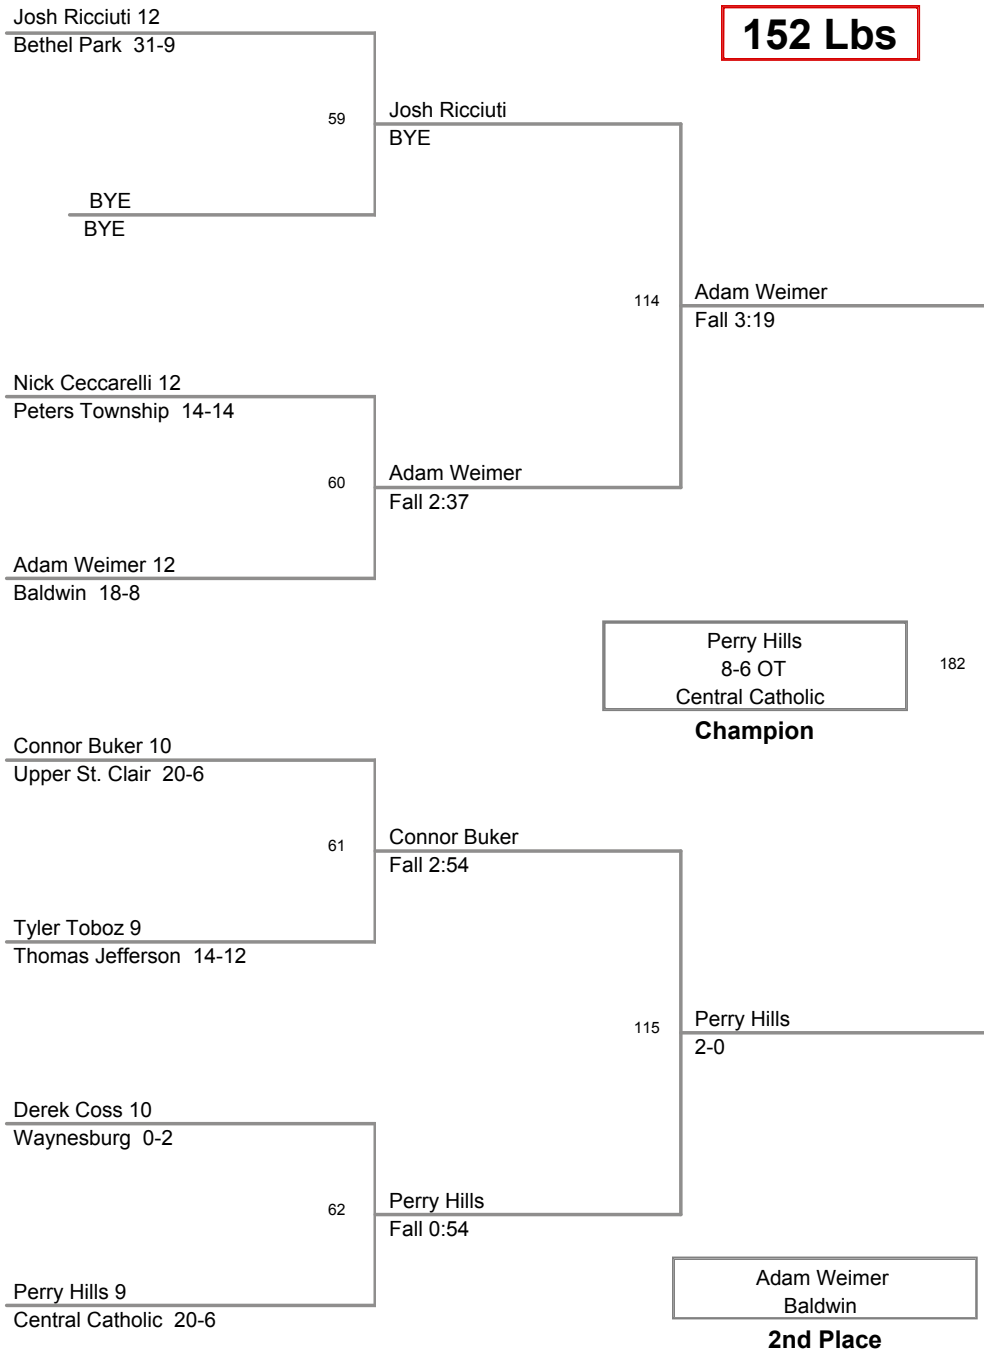 Josh Ricciuti 12
Bethel Park 31-9
152 Lbs
59
Josh Ricciuti
BYE
BYE
BYE
114
Adam Weimer
Fall 3:19
Nick Ceccarelli 12
Peters Township 14-14
60
Adam Weimer
Fall 2:37
Adam Weimer 12
Baldwin 18-8
Perry Hills
8-6 OT
Central Catholic
182
Champion
Connor Buker 10
Upper St. Clair 20-6
61
Connor Buker
Fall 2:54
Tyler Toboz 9
Thomas Jefferson 14-12
115
Perry Hills
2-0
Derek Coss 10
Waynesburg 0-2
62
Perry Hills
Fall 0:54
Perry Hills 9
Central Catholic 20-6
Adam Weimer
Baldwin
2nd Place